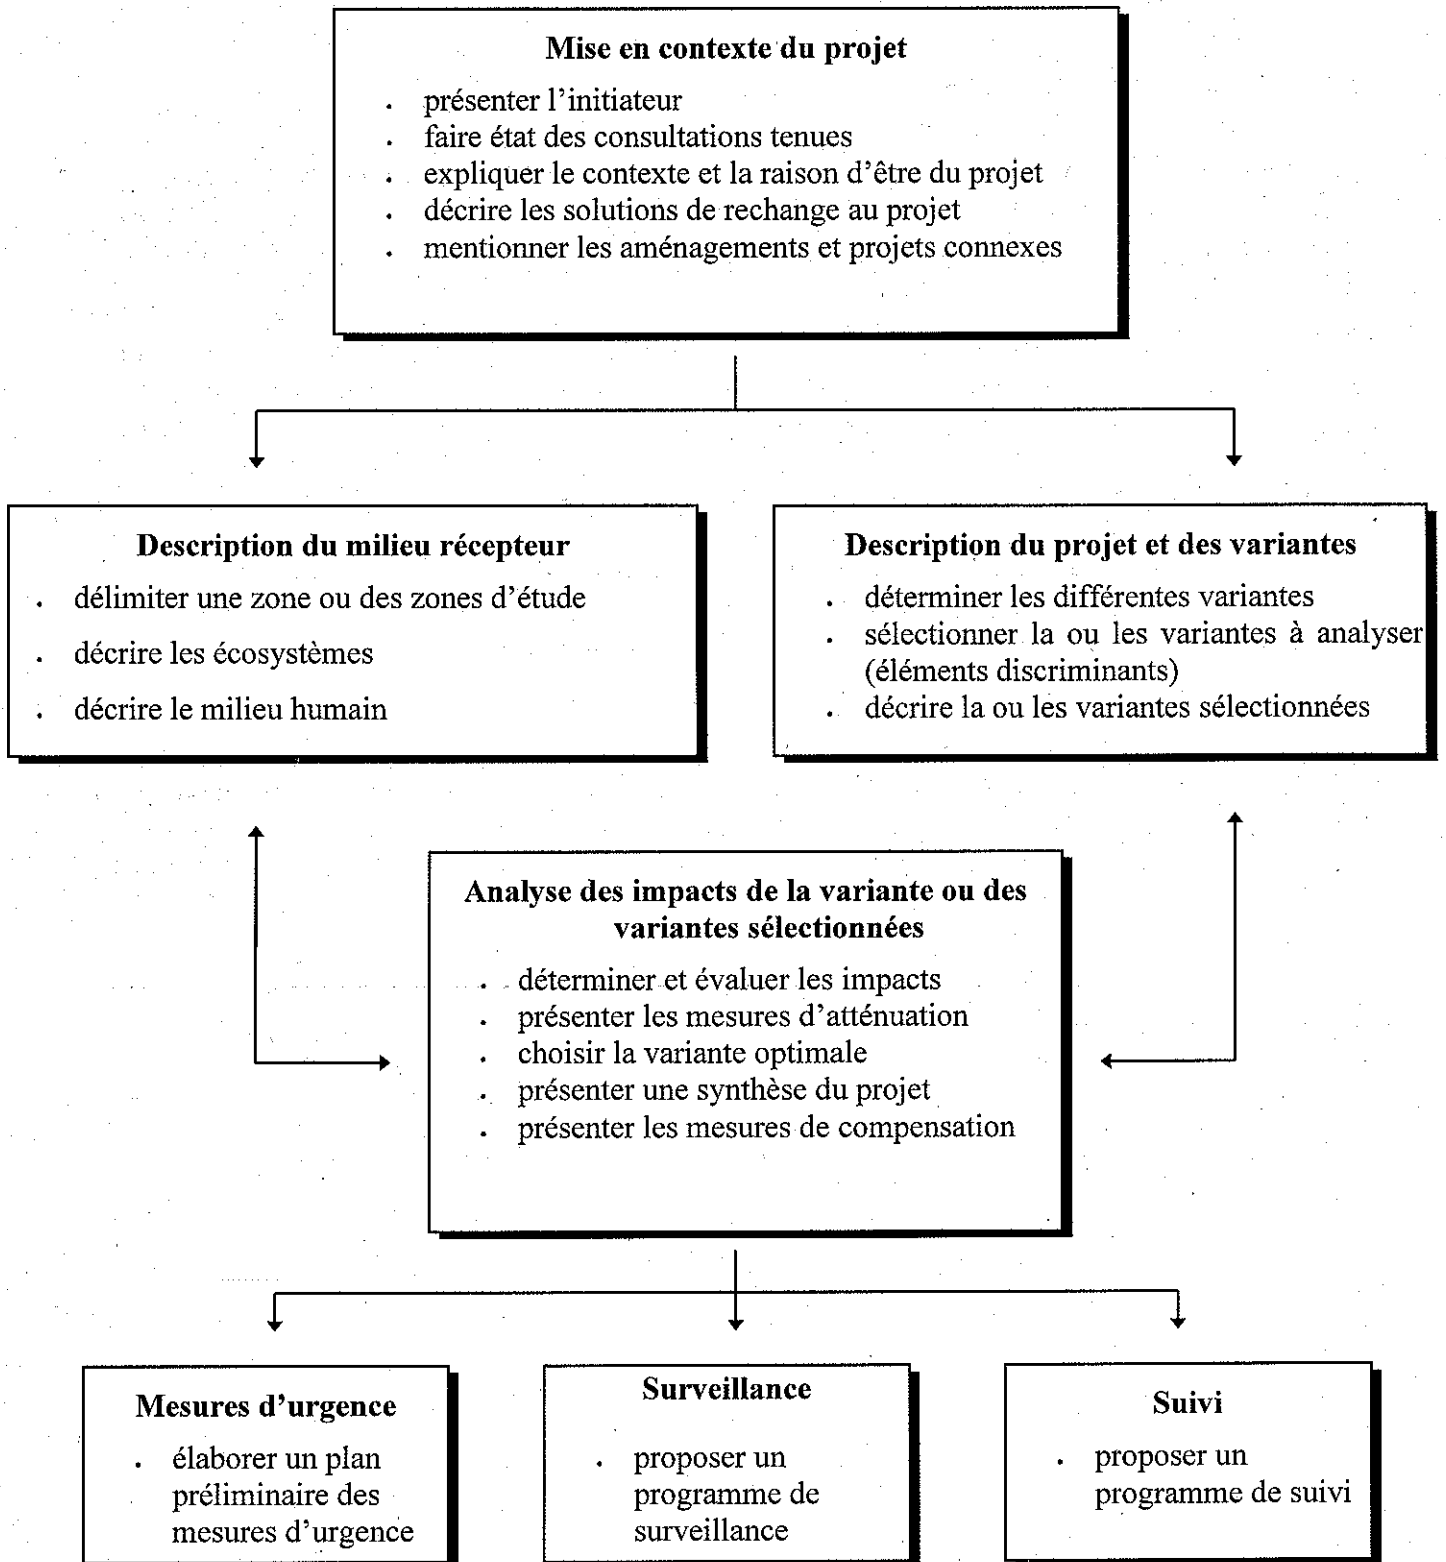 Mise en contexte du projet
. présenter l'initiateur
. faire état des consultations tenues
. expliquer le contexte et la raison d'être du projet
. décrire les solutions de rechange au projet
. mentionner les aménagements et projets connexes
Description du milieu récepteur
. délimiter une zone ou des zones d'étude
. décrire les écosystèmes
. décrire le milieu humain
Description du projet et des variantes
. déterminer les différentes variantes
. sélectionner la ou les variantes à analyser
(éléments discriminants)
. décrire la ou les variantes sélectionnées
Analyse des impacts de la variante ou des
variantes sélectionnées
. déterminer et évaluer les impacts
. présenter les mesures d'atténuation
. choisir la variante optimale
. présenter une synthèse du projet
. présenter les mesures de compensation
Mesures d'urgence
. élaborer un plan
préliminaire des
mesures d'urgence
Surveillance
. proposer un
programme de
surveillance
Suivi
. proposer un
programme de suivi